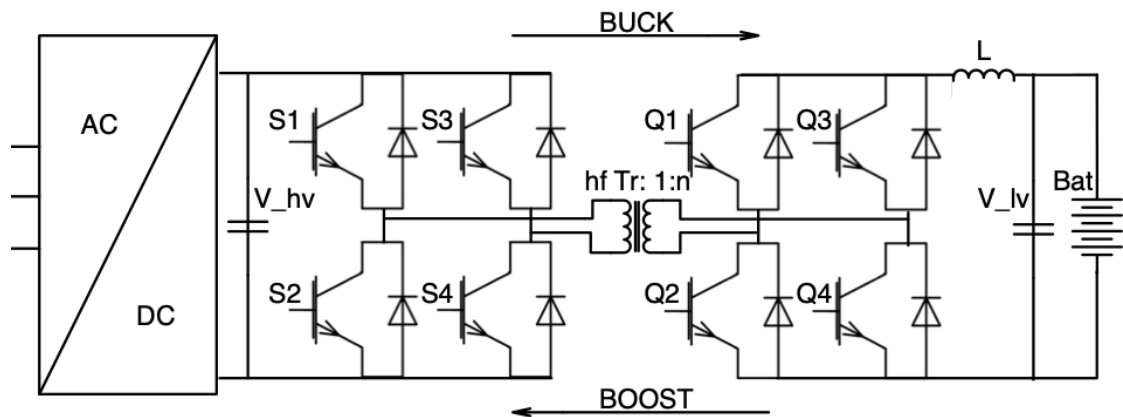 BUCK
L
AC
S1
S3
Q1
Q3
hf Tr: 1:n
V_hv
V_lv
Bat
S2
S4
Q2
Q4
DC
BOOST